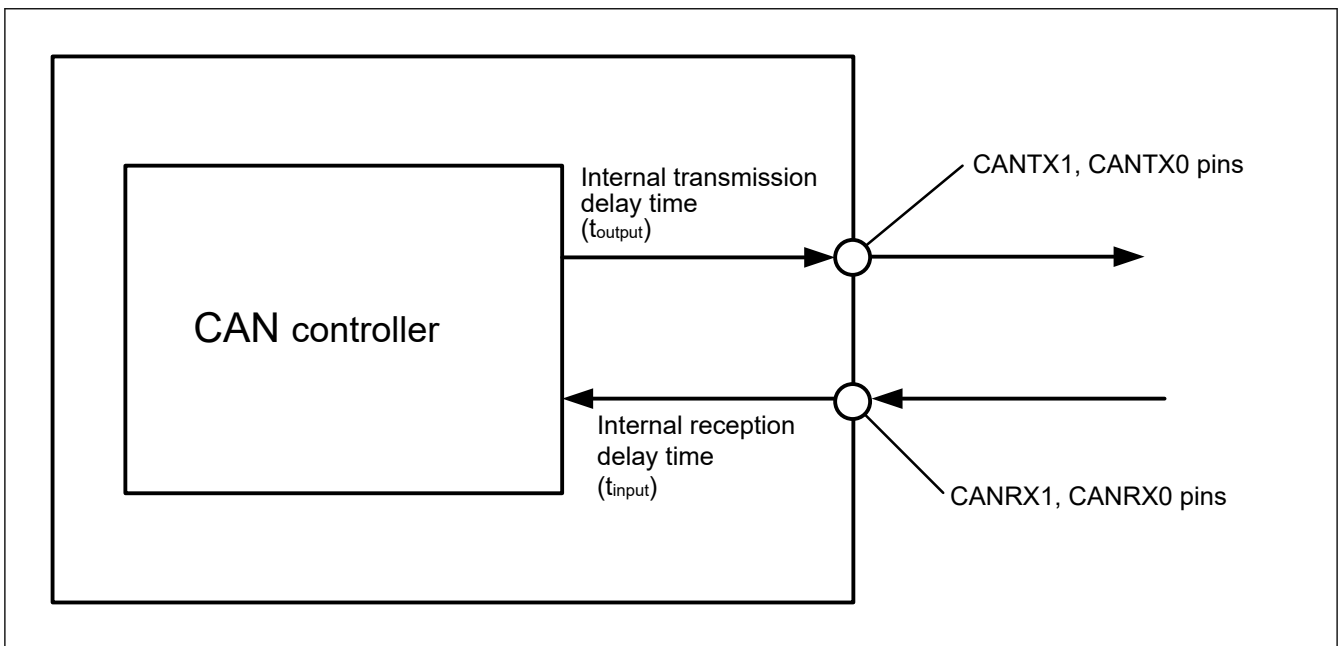 Internal transmission
delay time
(toutput)
CANTX1, CANTX0 pins
CAN controller
Internal reception
delay time
(tinput)
CANRX1, CANRX0 pins